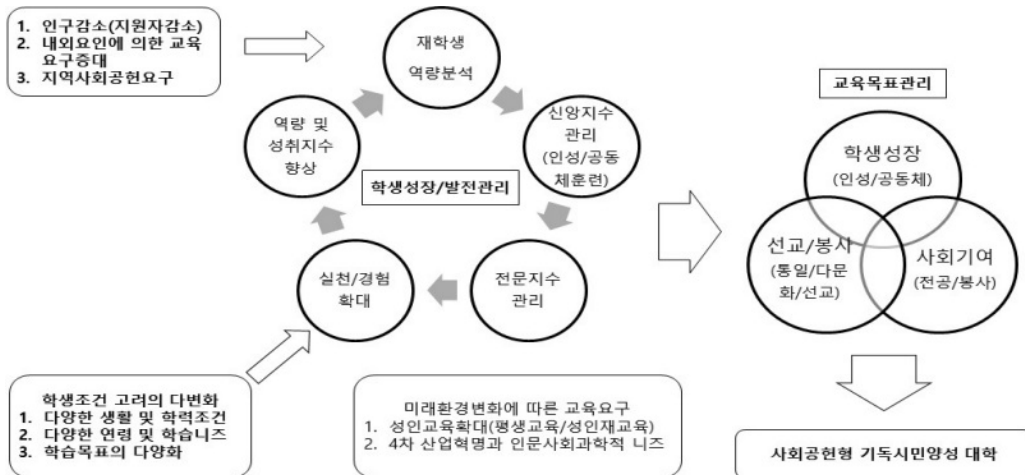 1. 인구감소(지원자감소)
2. 내외요인에 의한 교육
요구증대
3. 지역사회공헌요구
재학생
역량분석
신앙지수
관리
(인성/공동
체훈련)
전문지수
관리
실천/경험
확대
역량 및
성취지수
향상
학생성장/발전관리
교육목표관리
학생성장
(인성/공동체)
선교/봉사
(통일/다문
화/선교)
사회기여
(전공/봉사)
학생조건 고려의 다변화
1. 다양한 생활 및 학력조건
2. 다양한 연령 및 학습니즈
3. 학습목표의 다양화
미래환경변화에 따른 교육요구
1. 성인교육확대(평생교육/성인재교육)
2. 4차 산업혁명과 인문사회과학적 니즈
사회공헌형 기독시민양성 대학